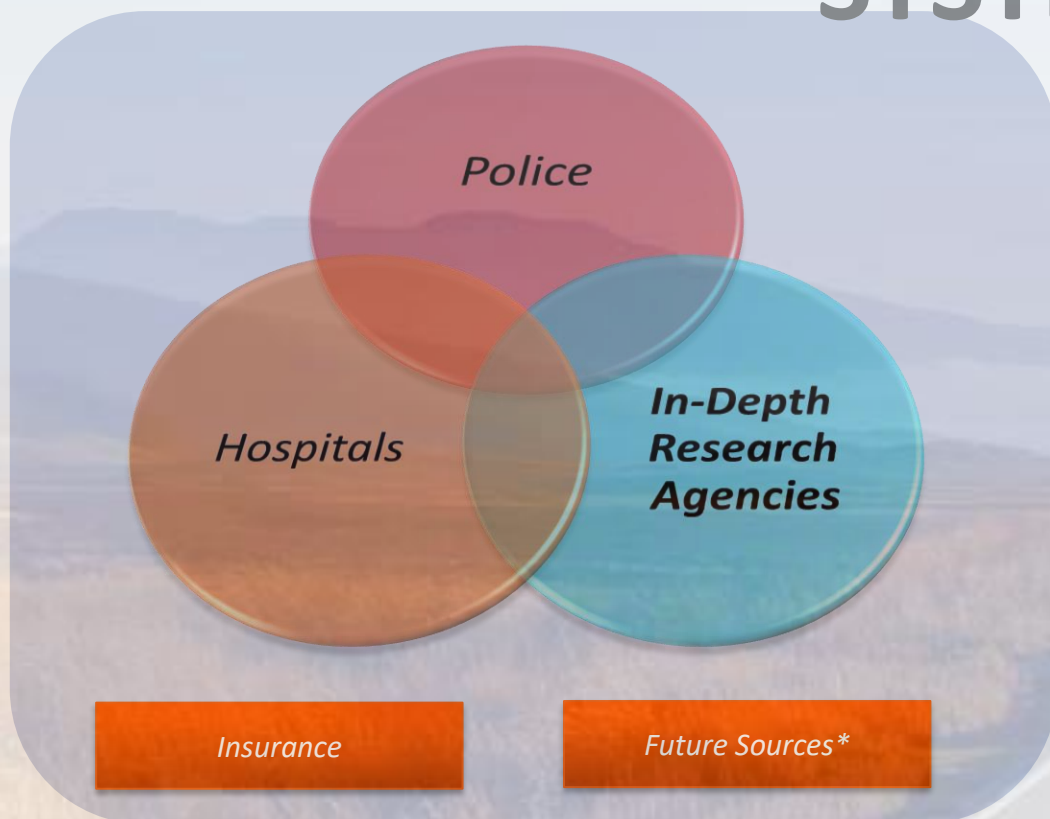 Police
Hospitals
In-Depth
Research
Agencies
Insurance
Future Sources*